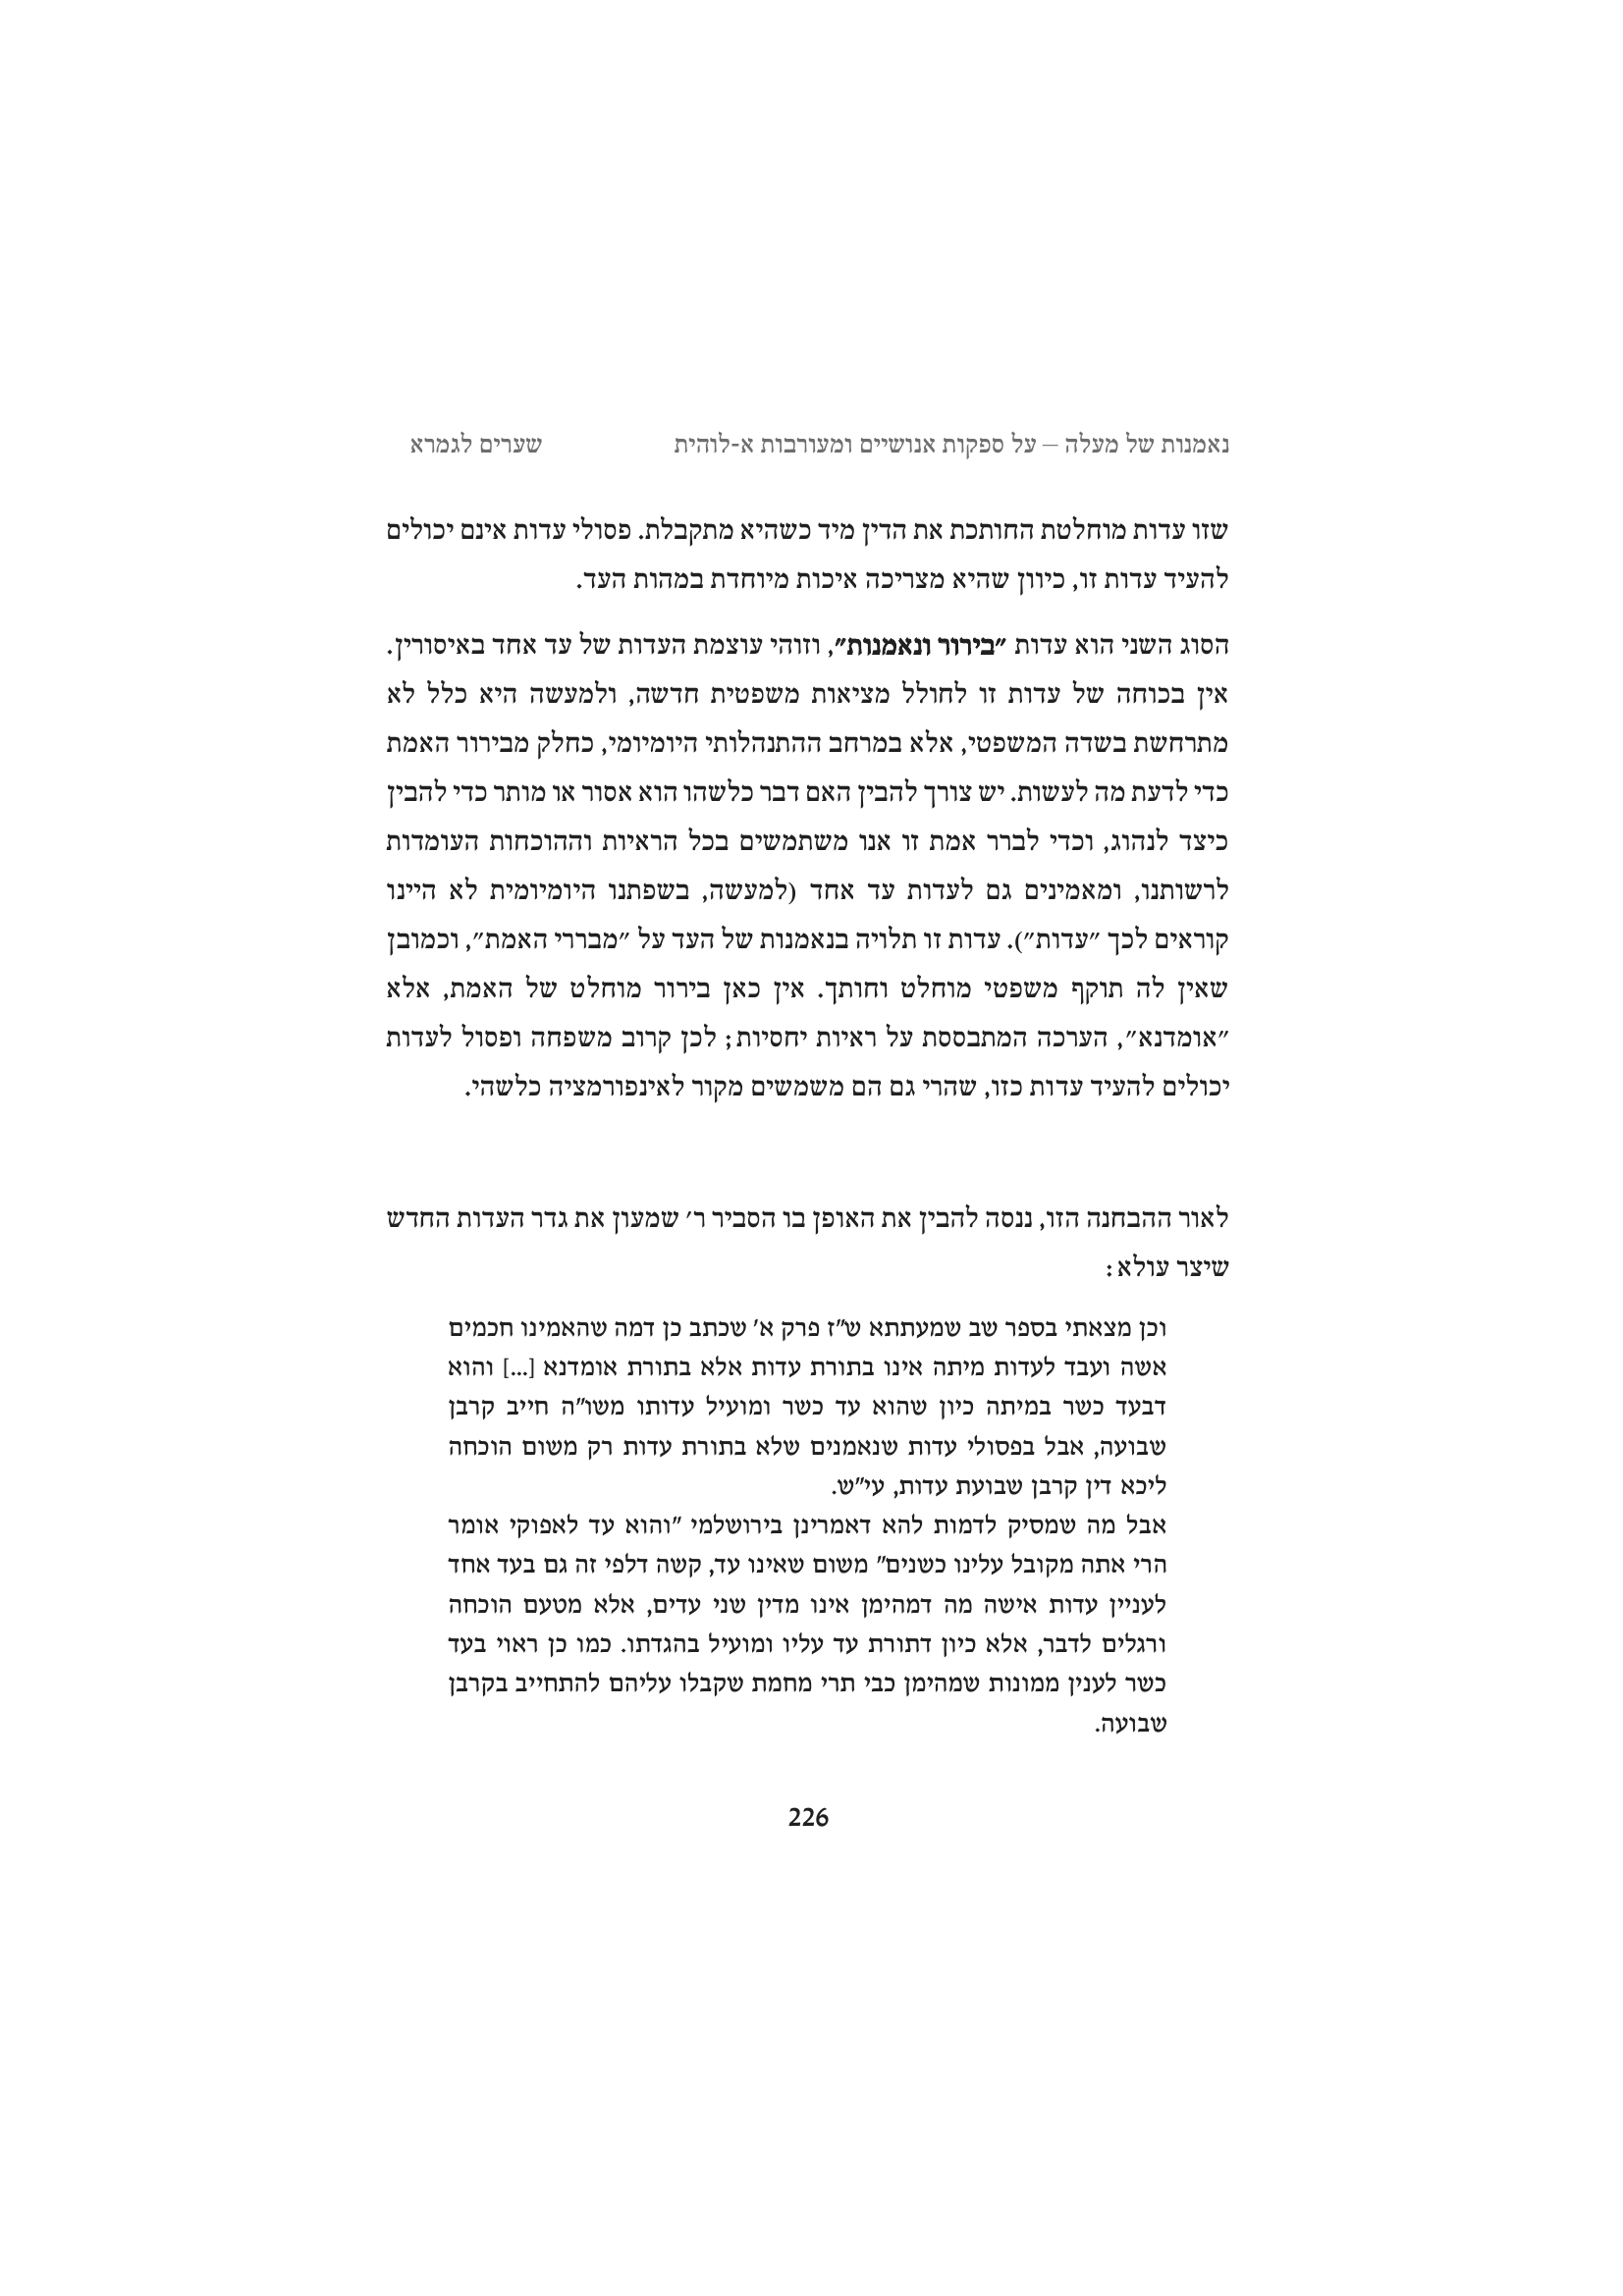 נאמנות של מעלה – על ספקות אנושיים ומעורבות א-לוהית שערים לגמרא
שזו עדות מוחלטת החותכת את הדין מיד כשהיא מתקבלת. פסולי עדות אינם יכולים
להעיד עדות זו, כיוון שהיא מצריכה איכות מיוחדת במהות העד.
הסוג השני הוא עדות ״בירור ונאמנות״, וזוהי עוצמת העדות של עד אחד באיסורין.
אין בכוחה של עדות זו לחולל מציאות משפטית חדשה, ולמעשה היא כלל לא
מתרחשת בשדה המשפטי, אלא במרחב ההתנהלותי היומיומי, כחלק מבירור האמת
כדי לדעת מה לעשות. יש צורך להבין האם דבר כלשהו הוא אסור או מותר כדי להבין
כיצד לנהוג, וכדי לברר אמת זו אנו משתמשים בכל הראיות וההוכחות העומדות
לרשותנו, ומאמינים גם לעדות עד אחד (למעשה, בשפתנו היומיומית לא היינו
קוראים לכך ״עדות״). עדות זו תלויה בנאמנות של העד על ״מבררי האמת״, וכמובן
שאין לה תוקף משפטי מוחלט וחותך. אין כאן בירור מוחלט של האמת, אלא
״אומדנא״, הערכה המתבססת על ראיות יחסיות; לכן קרוב משפחה ופסול לעדות
יכולים להעיד עדות כזו, שהרי גם הם משמשים מקור לאינפורמציה כלשהי.
לאור ההבחנה הזו, ננסה להבין את האופן בו הסביר ר׳ שמעון את גדר העדות החדש
שיצר עולא:
וכן מצאתי בספר שב שמעתתא ש״ז פרק א׳ שכתב כן דמה שהאמינו חכמים
אשה ועבד לעדות מיתה אינו בתורת עדות אלא בתורת אומדנא [...] והוא
דבעד כשר במיתה כיון שהוא עד כשר ומועיל עדותו משו״ה חייב קרבן
שבועה, אבל בפסולי עדות שנאמנים שלא בתורת עדות רק משום הוכחה
ליכא דין קרבן שבועת עדות, עי״ש.
אבל מה שמסיק לדמות להא דאמרינן בירושלמי ״והוא עד לאפוקי אומר
הרי אתה מקובל עלינו כשנים״ משום שאינו עד, קשה דלפי זה גם בעד אחד
לעניין עדות אישה מה דמהימן אינו מדין שני עדים, אלא מטעם הוכחה
ורגלים לדבר, אלא כיון דתורת עד עליו ומועיל בהגדתו. כמו כן ראוי בעד
כשר לענין ממונות שמהימן כבי תרי מחמת שקבלו עליהם להתחייב בקרבן
שבועה.
226